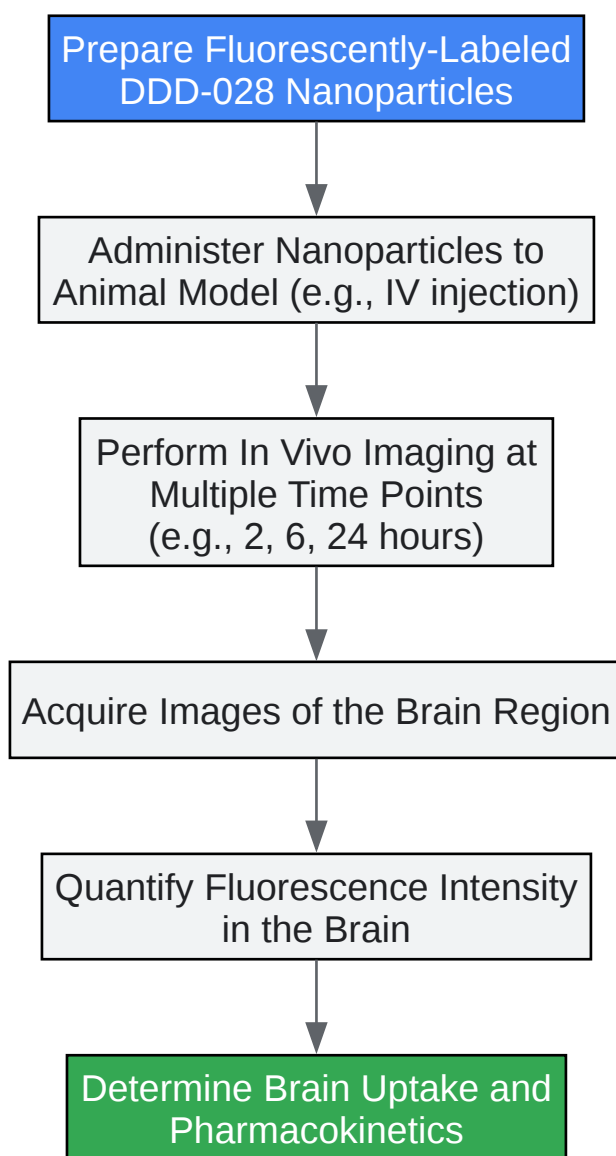 Prepare Fluorescently-Labeled
DDD-028 Nanoparticles
Administer Nanoparticles to
Animal Model (e.g., IV injection)
Perform In Vivo Imaging at
Multiple Time Points
(e.g., 2, 6, 24 hours)
Acquire Images of the Brain Region
Quantify Fluorescence Intensity
in the Brain
Determine Brain Uptake and
Pharmacokinetics